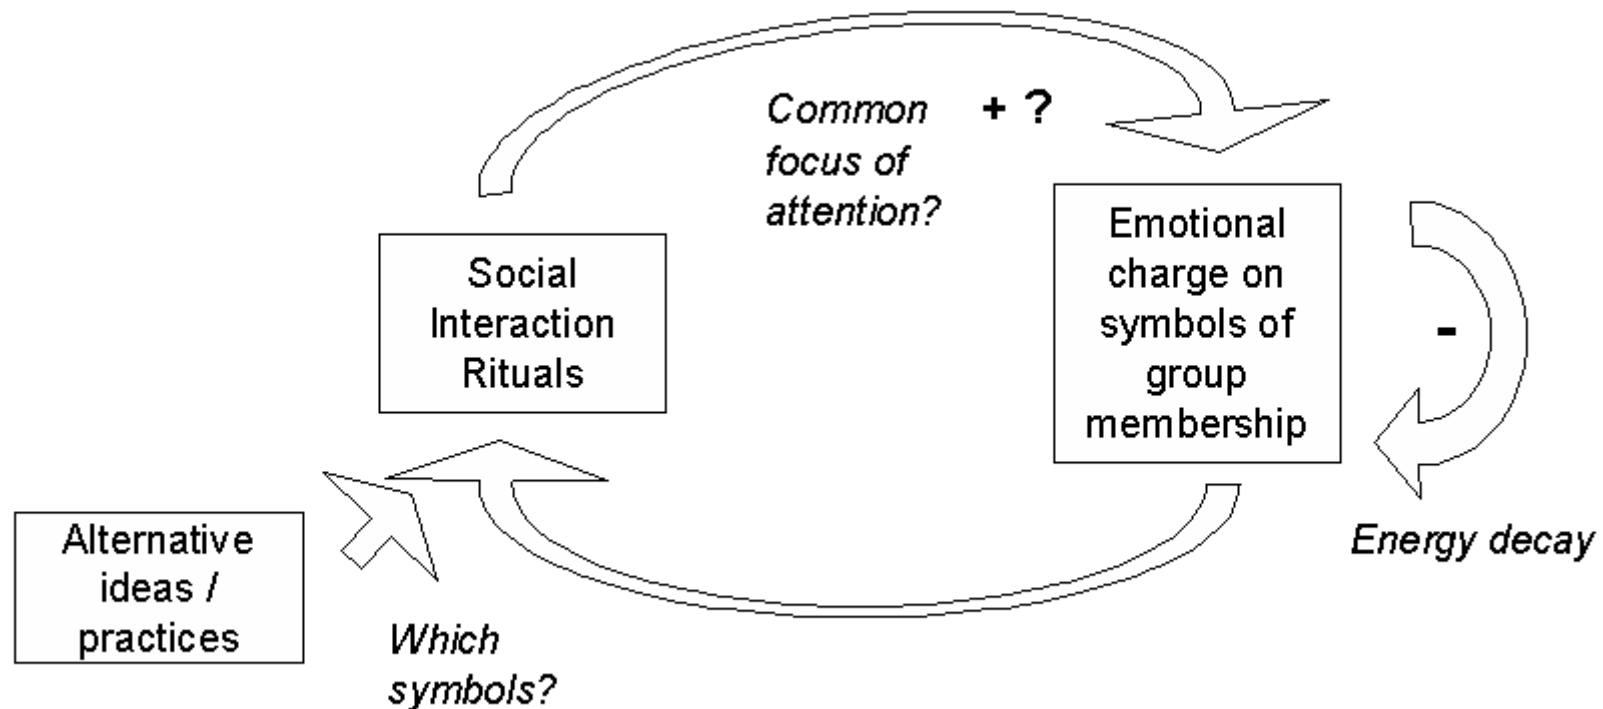 Common + ?
focus of
attention?
Social
Interaction
Rituals
Emotional
charge on
symbols of
group
membership
-
Energy decay
Alternative
ideas /
practices
Which
symbols?